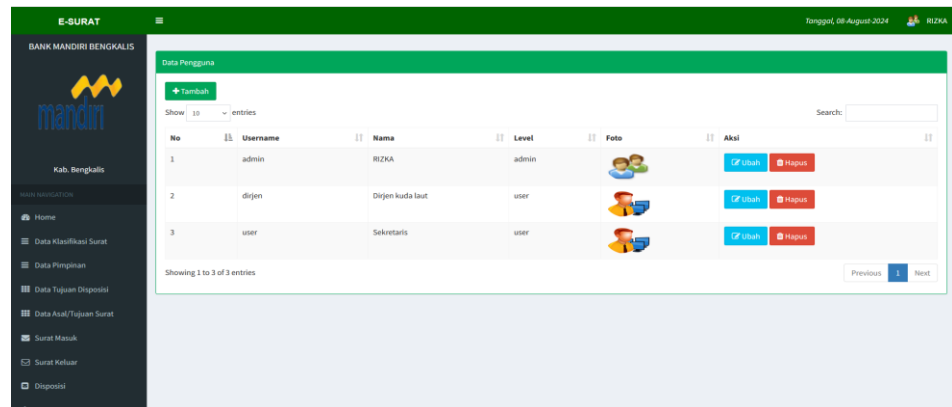 E-SURAT
Tanggal, 08-August-2024
RIZKA
BANK MANDIRI BENGKALIS
mandiri
Kab. Bengkalis
MAIN NAVIGATION
Home
Data Klasifikasi Surat
Data Pimpinan
Data Tujuan Disposisi
Data Asal/Tujuan Surat
Surat Masuk
Surat Keluar
Disposisi
Data Pengguna
+Tambah
Show 10 entries
Search:
No Username Nama Level Foto Aksi
1 admin RIZKA admin Ubah Hapus
2 dirjen Dirjen kuda laut user Ubah Hapus
3 user Sekretaris user Ubah Hapus
Showing 1 to 3 of 3 entries
Previous 1 Next